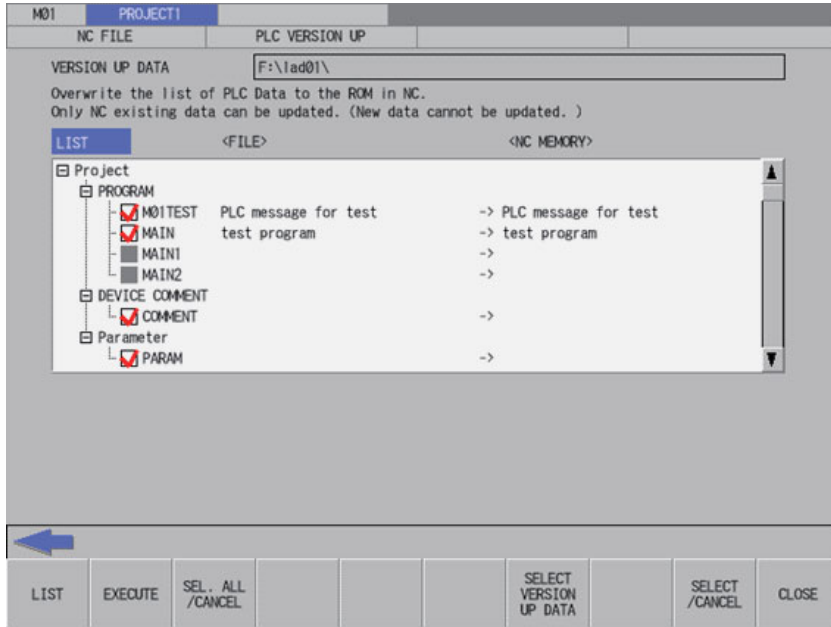 MØ1 PROJECT1
NC FILE PLC VERSION UP
VERSION UP DATA F:\lad01\
Overwrite the list of PLC Data to the ROM in NC.
Only NC existing data can be updated. (New data cannot be updated. )
LIST <FILE> <NC MEMORY>
Project
PROGRAM
MØ1TEST PLC message for test -> PLC message for test
MAIN test program -> test program
MAIN1 ->
MAIN2 ->
DEVICE COMMENT
COMMENT ->
Parameter
PARAM ->
LIST EXECUTE SEL. ALL /CANCEL SELECT VERSION UP DATA SELECT /CANCEL CLOSE